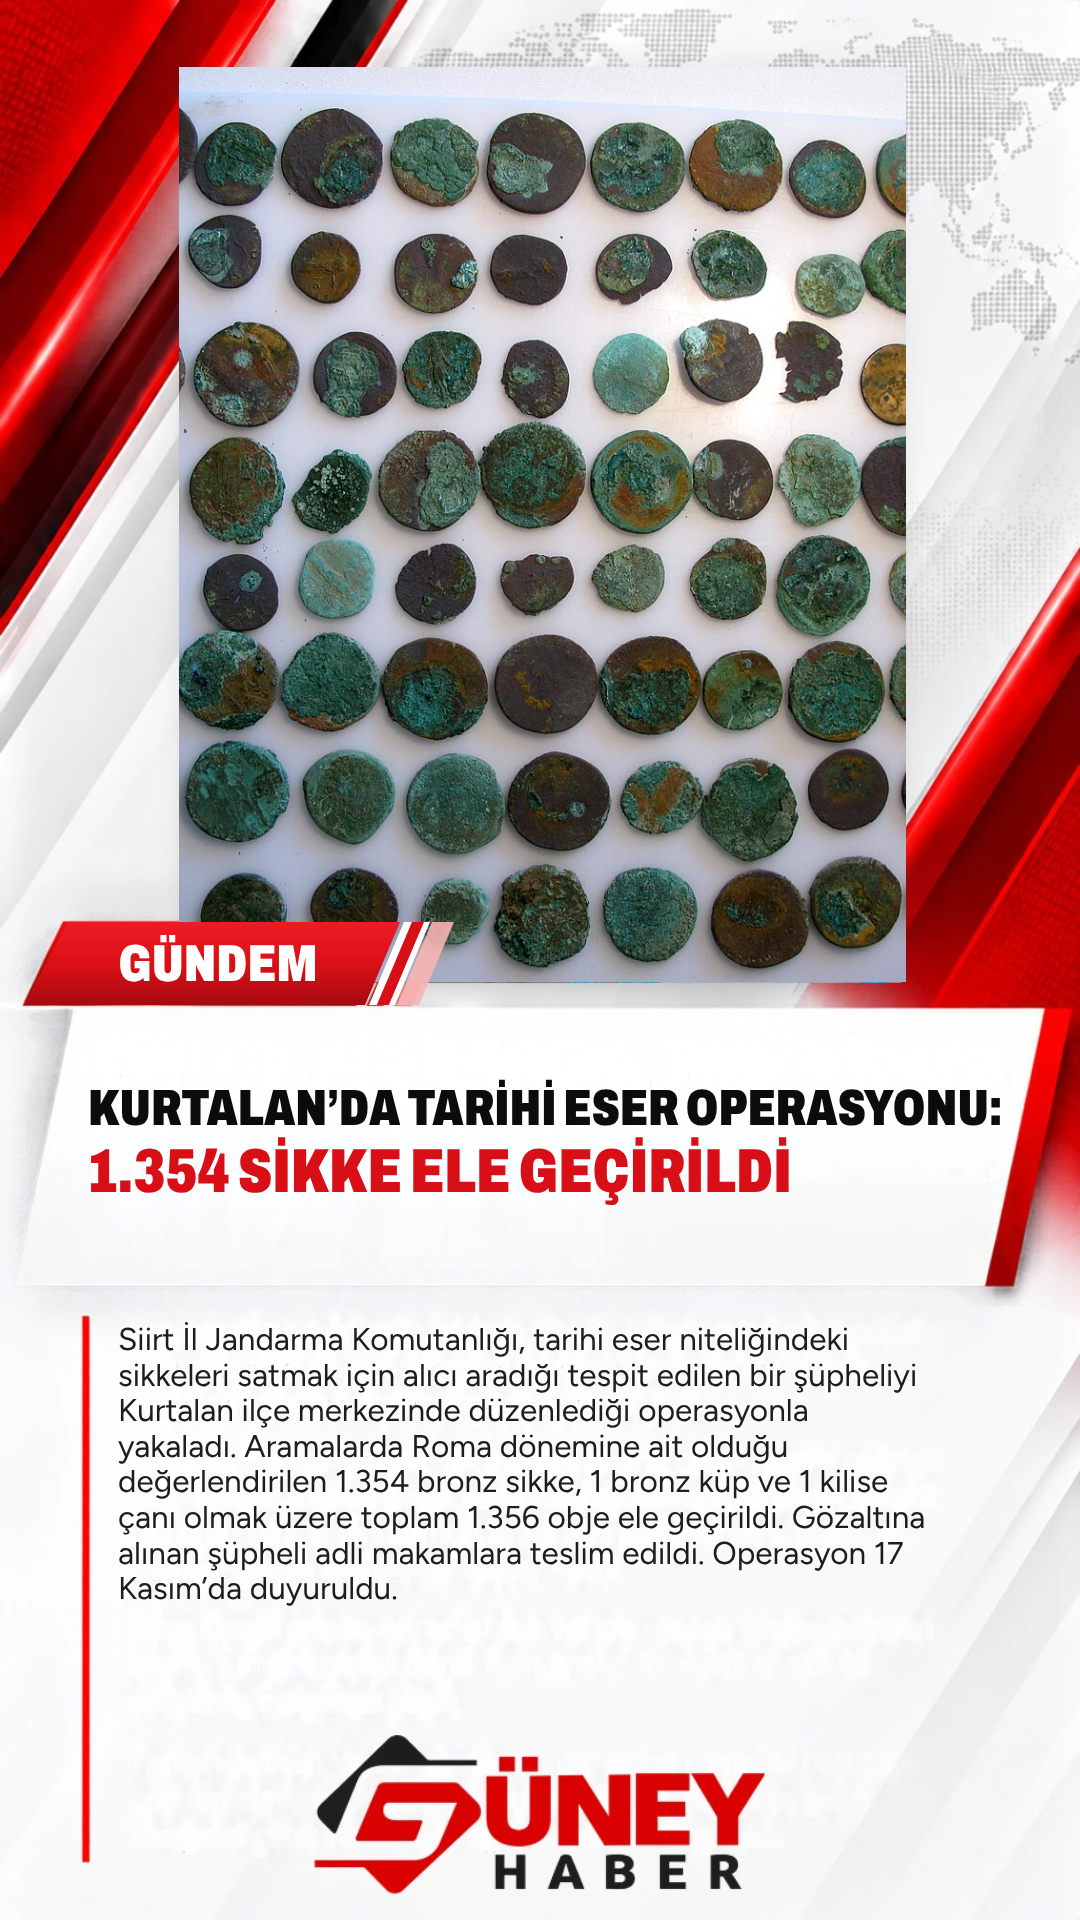 GÜNDEM
KURTALAN’DA TARİHİ ESER OPERASYONU:
1.354 SİKKE ELE GEÇİRİLDİ
Siirt İl Jandarma Komutanlığı, tarihi eser niteliğindeki
sikkeleri satmak için alıcı aradığı tespit edilen bir şüpheliyi
Kurtalan ilçe merkezinde düzenlediği operasyonla
yakaladı. Aramalarda Roma dönemine ait olduğu
değerlendirilen 1.354 bronz sikke, 1 bronz küp ve 1 kilise
çanı olmak üzere toplam 1.356 obje ele geçirildi. Gözaltına
alınan şüpheli adli makamlara teslim edildi. Operasyon 17
Kasım’da duyuruldu.
GÜNEY
HABER